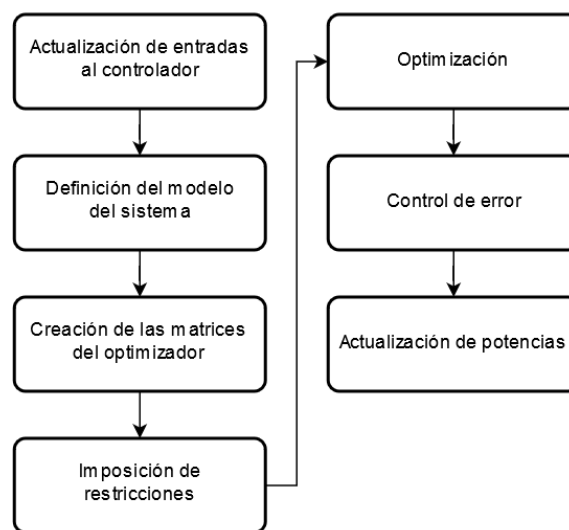 Actualización de entradas
al controlador
Definición del modelo
del sistema
Creación de las matrices
del optimizador
Imposición de
restricciones
Optimización
Control de error
Actualización de potencias